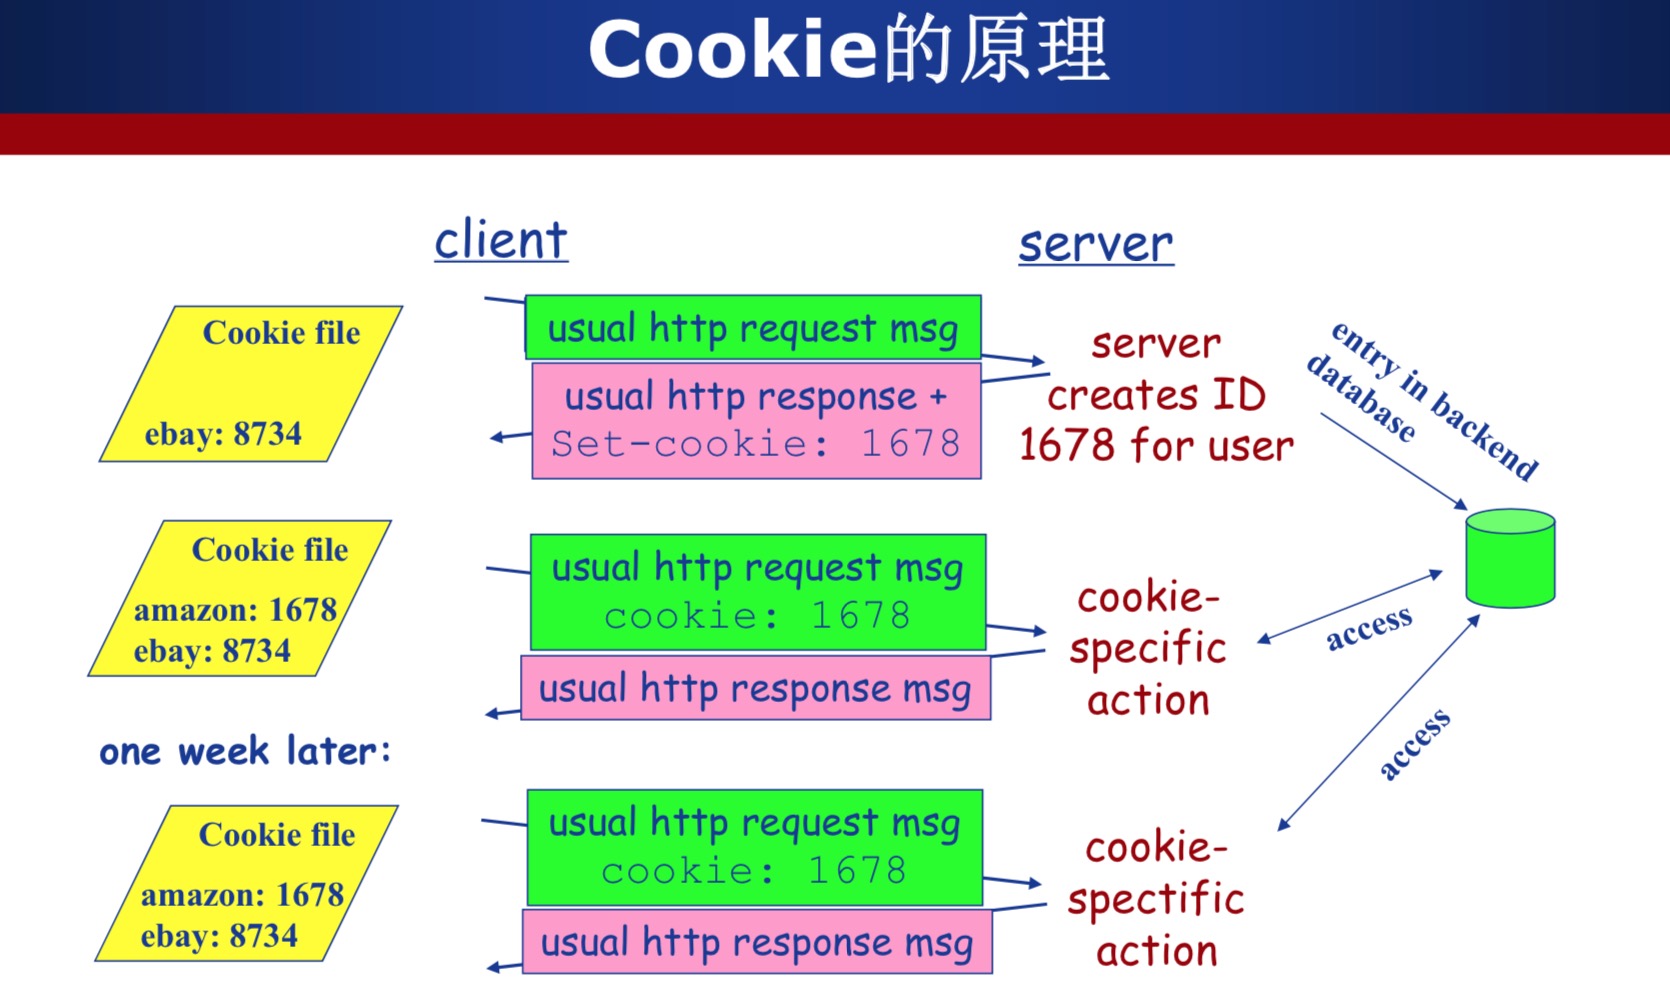 Cookie的原理
client
server
Cookie file
ebay: 8734
usual http request msg
usual http response +
Set-cookie: 1678
server
creates ID
1678 for user
entry in backend
database
Cookie file
amazon: 1678
ebay: 8734
usual http request msg
cookie: 1678
usual http response msg
cookie-
specific
action
access
access
one week later:
Cookie file
amazon: 1678
ebay: 8734
usual http request msg
cookie: 1678
usual http response msg
cookie-
spectific
action